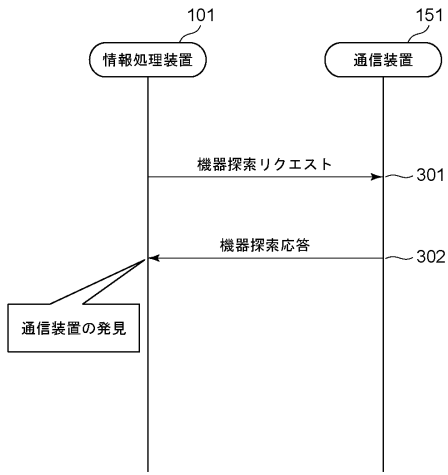 101
151
情報処理装置
通信装置
機器探索リクエスト
301
機器探索応答
302
通信装置の発見